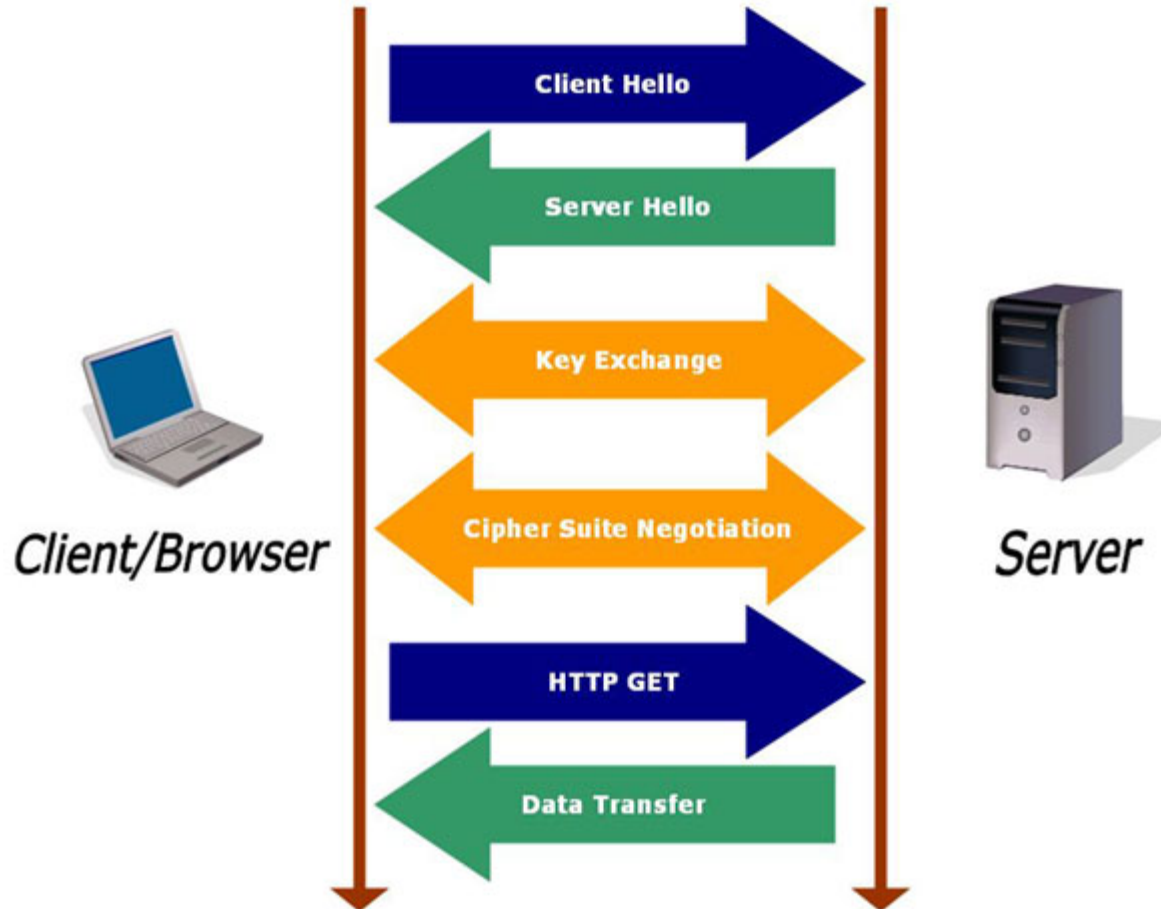 Client Hello
Server Hello
Key Exchange
Cipher Suite Negotiation
Client/Browser
Server
HTTP GET
Data Transfer